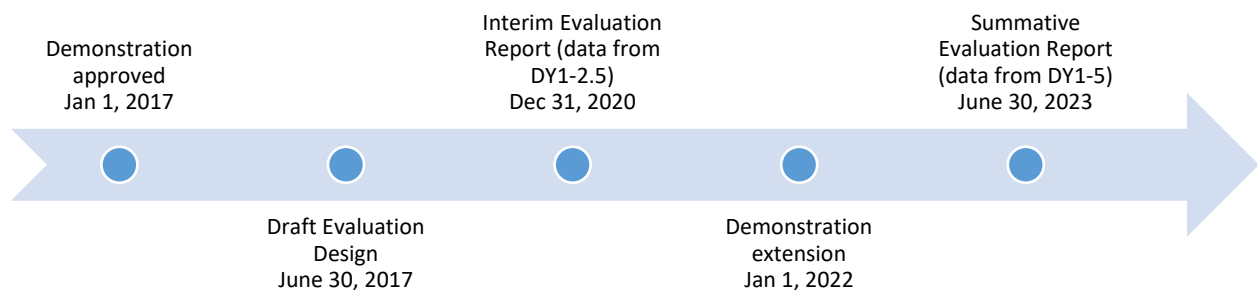 Demonstration
approved
Jan 1, 2017
Draft Evaluation
Design
June 30, 2017
Interim Evaluation
Report (data from
DY1-2.5)
Dec 31, 2020
Demonstration
extension
Jan 1, 2022
Summative
Evaluation Report
(data from DY1-5)
June 30, 2023